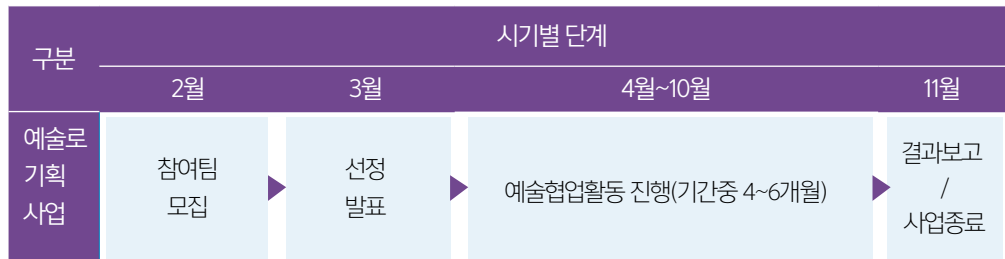 구분
시기별 단계
2월
3월
4월~10월
11월
예술로
기획
사업
참여팀
모집
선정
발표
예술협업활동 진행(기간중 4~6개월)
결과보고
/
사업종료